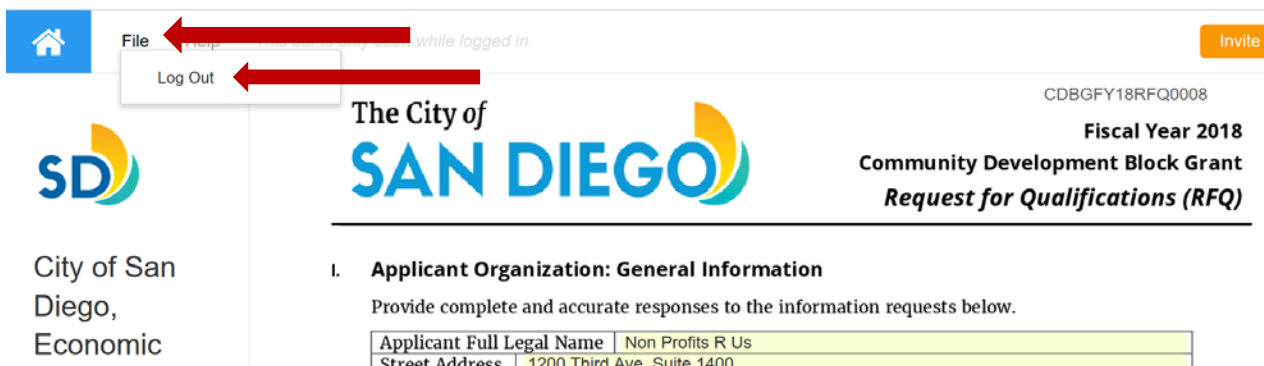 File Help This bar is only seen while logged in
Invite
Log Out
CDBGFY18RFQ0008
The City of
SAN DIEGO
Fiscal Year 2018
Community Development Block Grant
Request for Qualifications (RFQ)
SD
City of San
Diego,
Economic
I. Applicant Organization: General Information
Provide complete and accurate responses to the information requests below.
Applicant Full Legal Name Non Profits R Us
Street Address 1200 Third Ave, Suite 1400